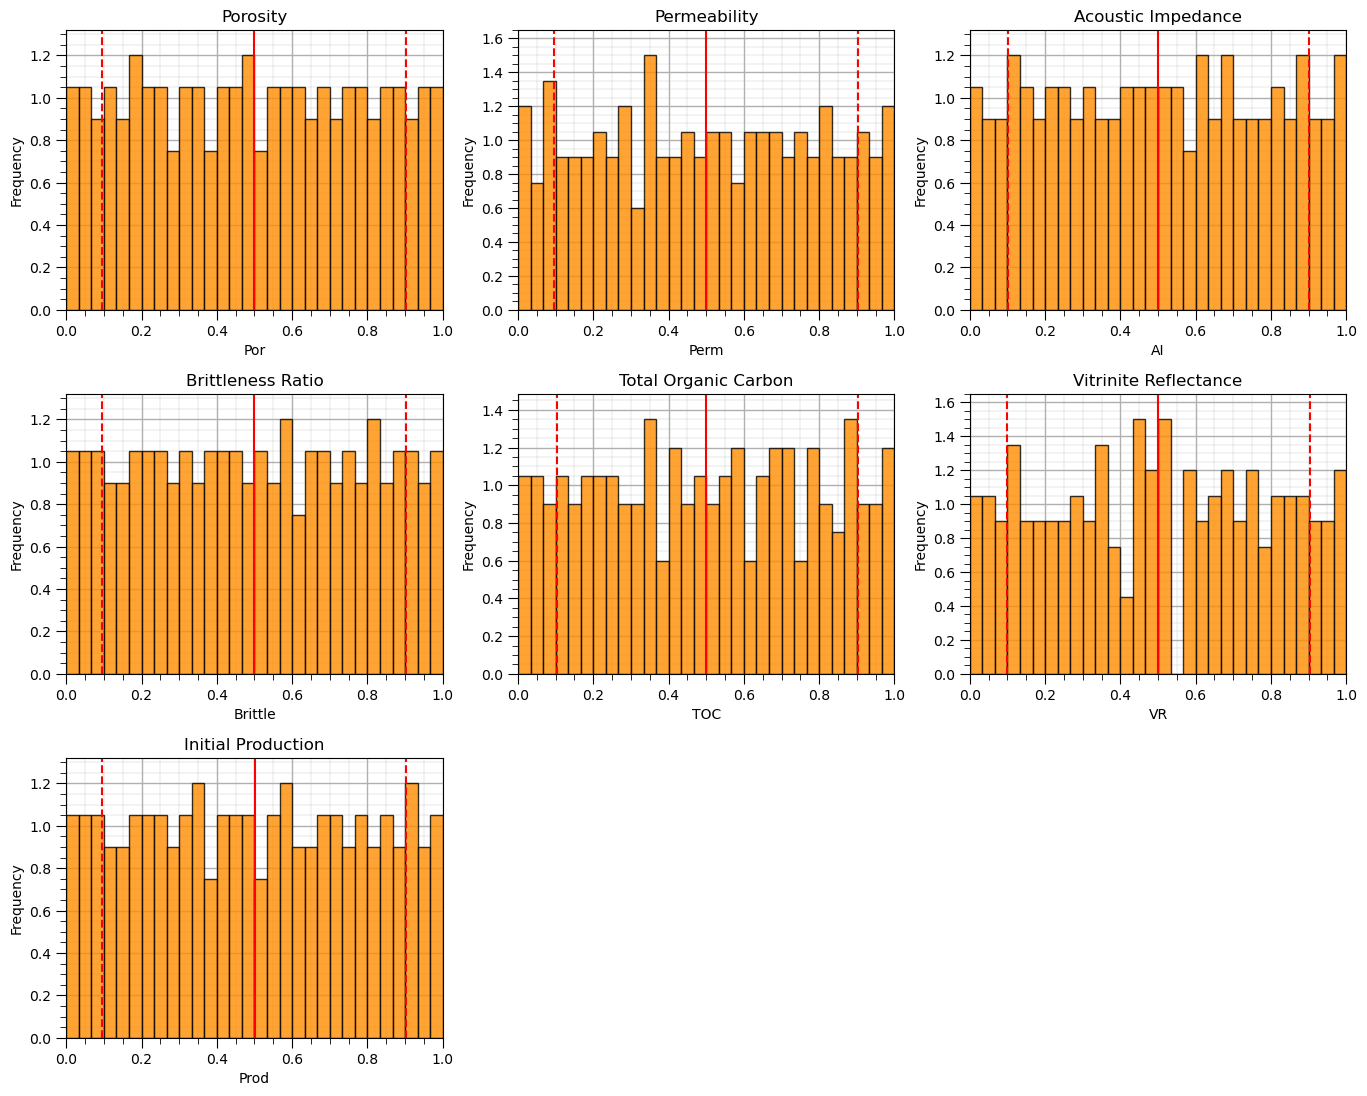 Porosity
Frequency
1.2
1.0
0.8
0.6
0.4
0.2
0.0
0.0 0.2 0.4 0.6 0.8 1.0
Por
Permeability
Frequency
1.6
1.4
1.2
1.0
0.8
0.6
0.4
0.2
0.0
0.0 0.2 0.4 0.6 0.8 1.0
Perm
Acoustic Impedance
Frequency
1.2
1.0
0.8
0.6
0.4
0.2
0.0
0.0 0.2 0.4 0.6 0.8 1.0
AI
Brittleness Ratio
Frequency
1.2
1.0
0.8
0.6
0.4
0.2
0.0
0.0 0.2 0.4 0.6 0.8 1.0
Brittle
Total Organic Carbon
Frequency
1.4
1.2
1.0
0.8
0.6
0.4
0.2
0.0
0.0 0.2 0.4 0.6 0.8 1.0
TOC
Vitrinite Reflectance
Frequency
1.6
1.4
1.2
1.0
0.8
0.6
0.4
0.2
0.0
0.0 0.2 0.4 0.6 0.8 1.0
VR
Initial Production
Frequency
1.2
1.0
0.8
0.6
0.4
0.2
0.0
0.0 0.2 0.4 0.6 0.8 1.0
Prod